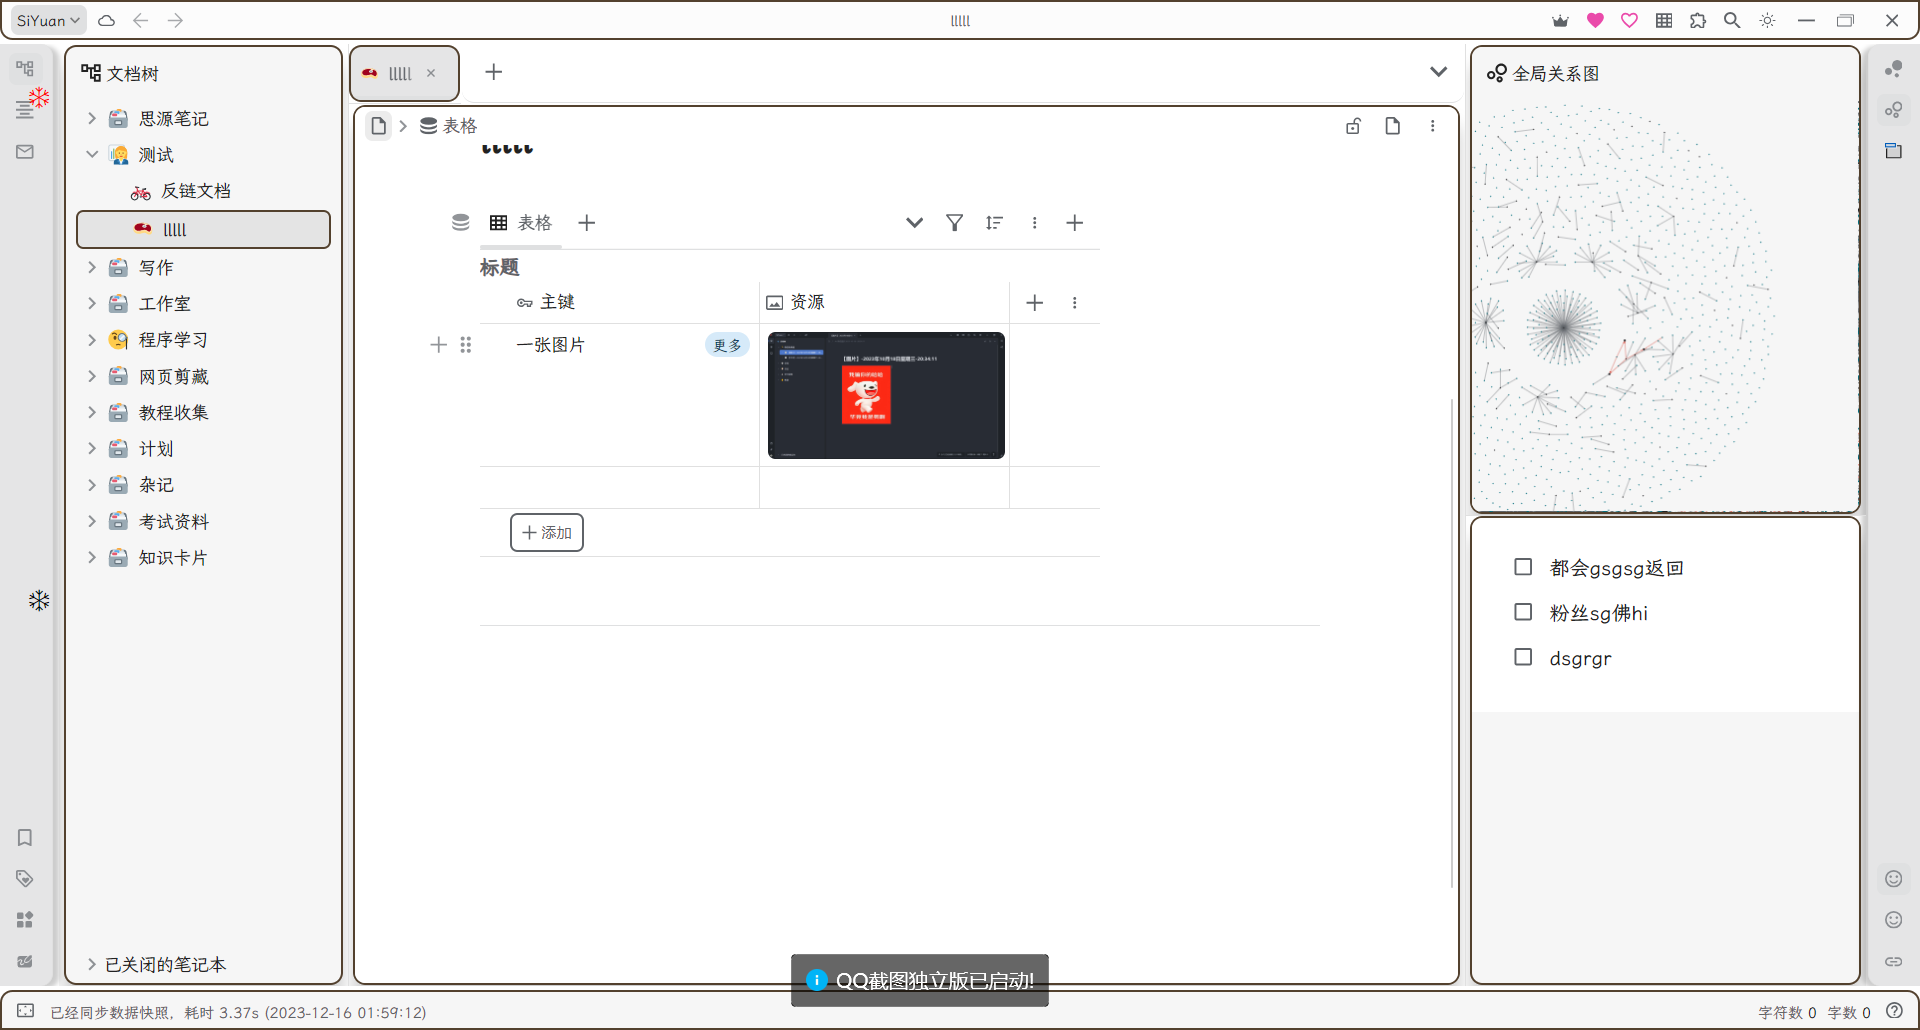 SiYuan
lllll
文档树
思源笔记
测试
反链文档
lllll
写作
工作室
程序学习
网页剪藏
教程收集
计划
杂记
考试资料
知识卡片
已关闭的笔记本
lllll
表格
表格
标题
主键
资源
一张图片
更多
添加
全局关系图
都会gsgsg返回
粉丝sg佛hi
dsgrgr
QQ截图独立版已启动!
已经同步数据快照，耗时 3.37s (2023-12-16 01:59:12)
字符数 0 字数 0